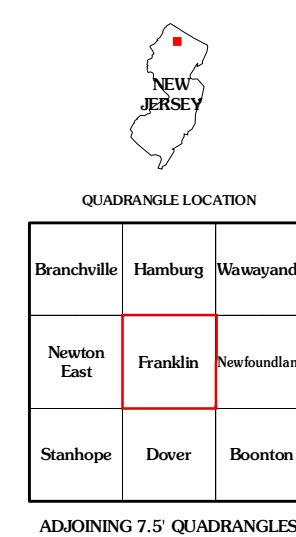 NEW
JERSEY
QUADRANGLE LOCATION
Branchville Hamburg Wawayand
Newton
East Franklin Newfoundlan
Stanhope Dover Boonton
ADJOINING 7.5' QUADRANGLES